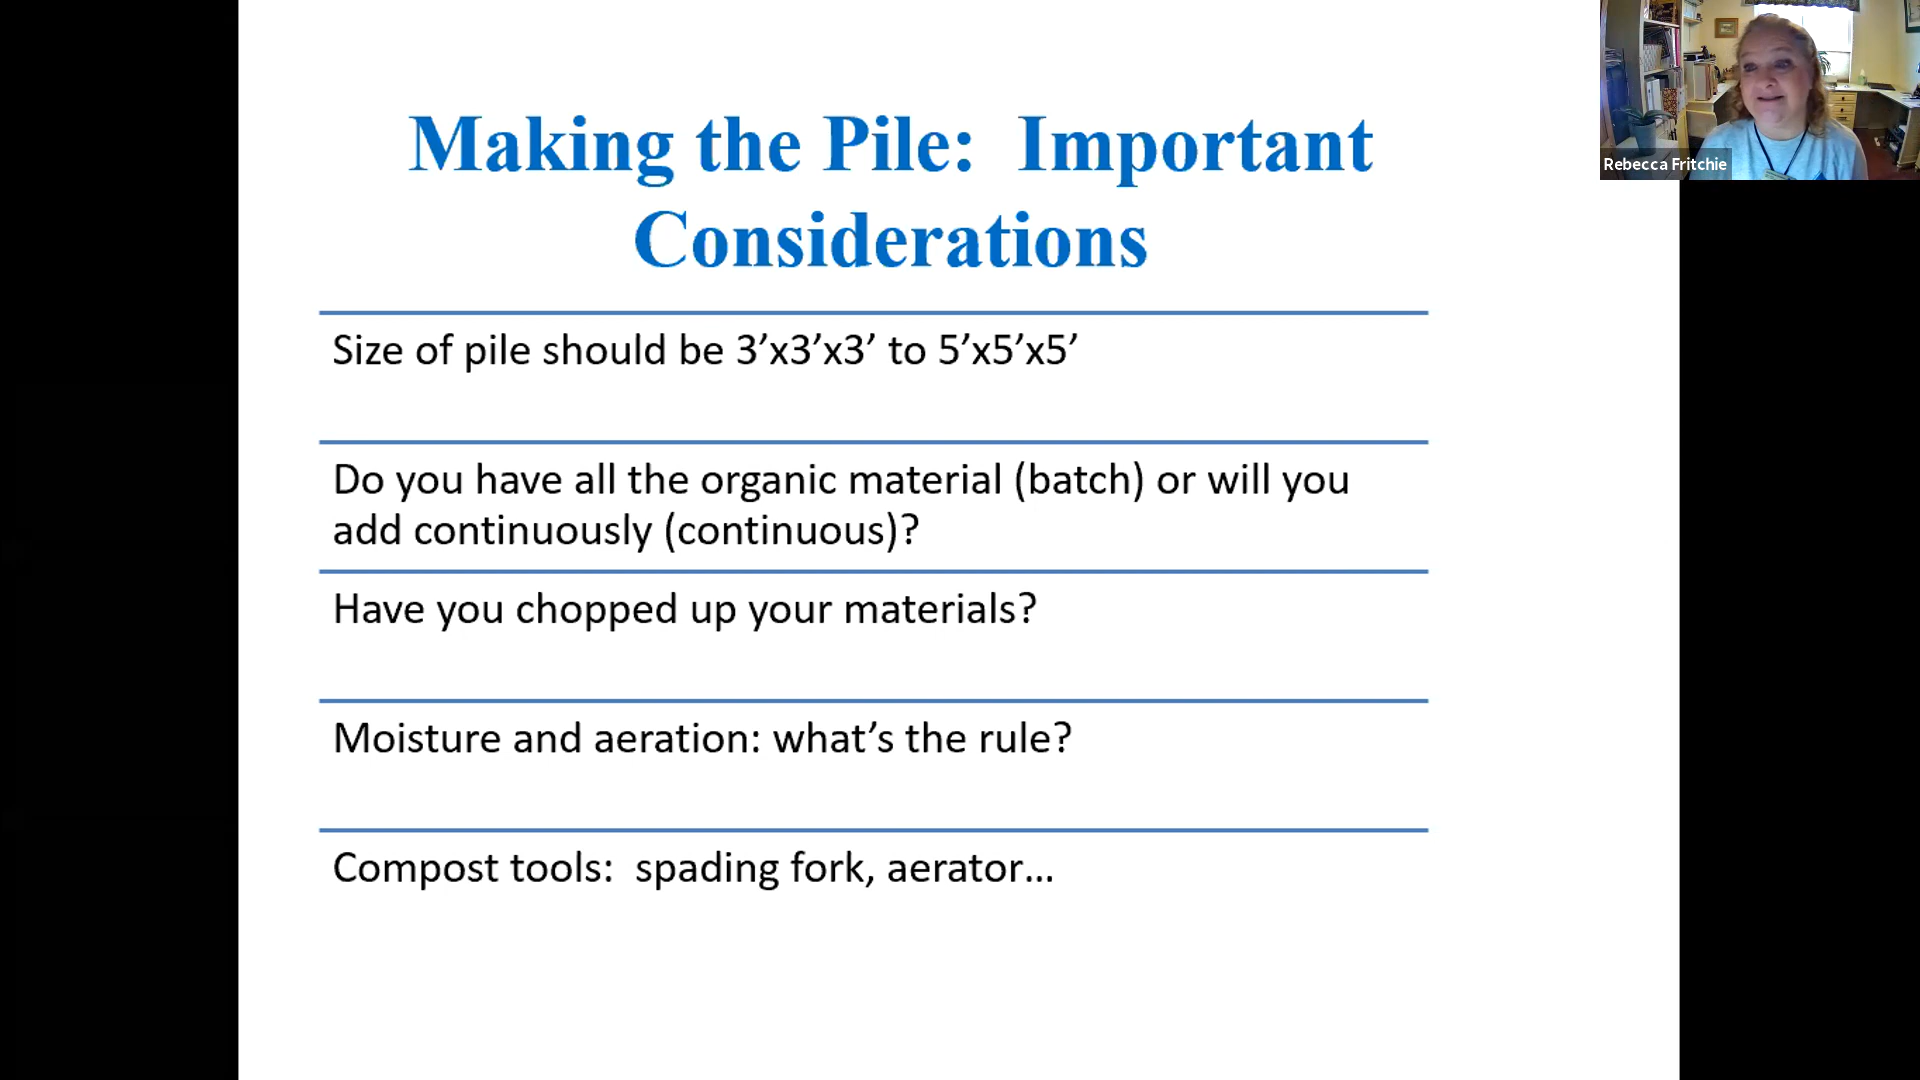 Making the Pile:  Important
Considerations
Size of pile should be 3’x3’x3’ to 5’x5’x5’
Do you have all the organic material (batch) or will you
add continuously (continuous)?
Have you chopped up your materials?
Moisture and aeration: what’s the rule?
Compost tools:  spading fork, aerator…
Rebecca Fritchie